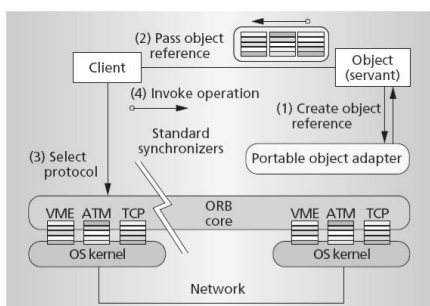 (2) Pass object
reference
Client
Object
(servant)
(4) Invoke operation
(1) Create object
reference
Standard
synchronizers
(3) Select
protocol
Portable object adapter
ORB
core
VME ATM TCP
VME ATM TCP
OS kernel
OS kernel
Network